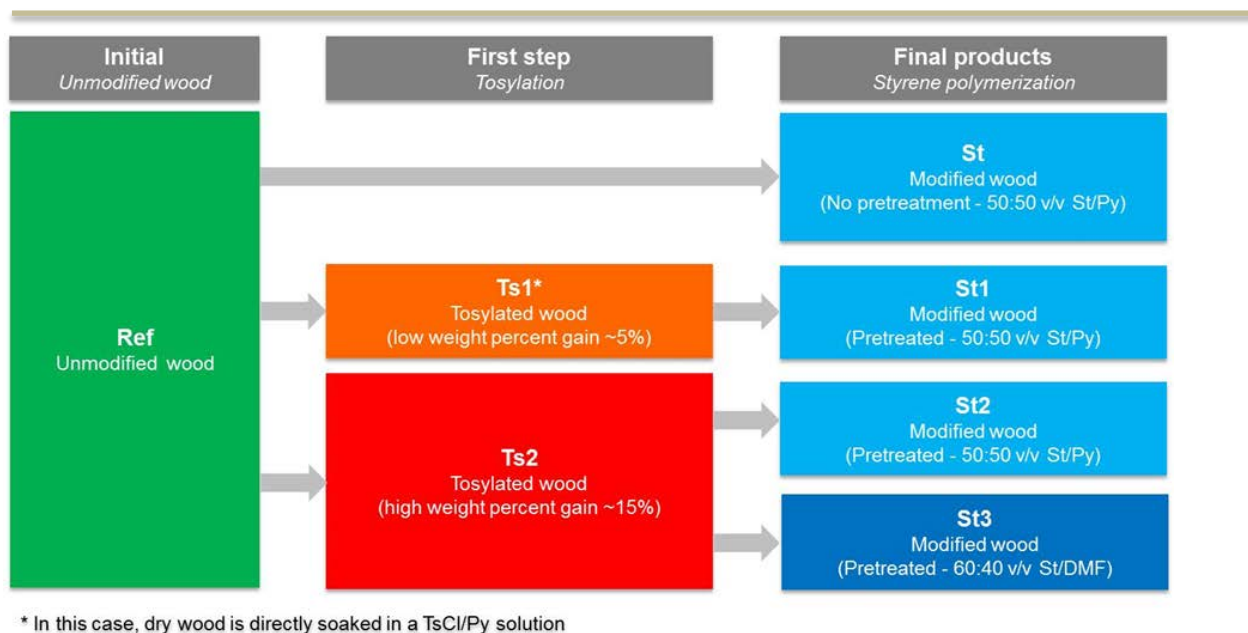 Initial
Unmodified wood
First step
Tosylation
Final products
Styrene polymerization
Ref
Unmodified wood
Ts1*
Tosylated wood
(low weight percent gain ~5%)
Ts2
Tosylated wood
(high weight percent gain ~15%)
St
Modified wood
(No pretreatment - 50:50 v/v St/Py)
St1
Modified wood
(Pretreated - 50:50 v/v St/Py)
St2
Modified wood
(Pretreated - 50:50 v/v St/Py)
St3
Modified wood
(Pretreated - 60:40 v/v St/DMF)
* In this case, dry wood is directly soaked in a TsCl/Py solution